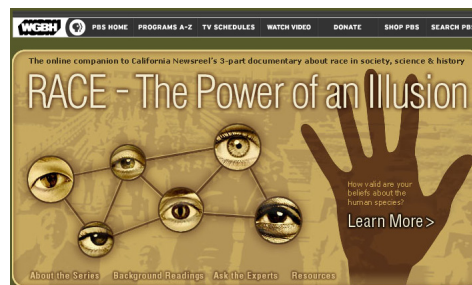 WGBH PBS HOME PROGRAMS A-Z TV SCHEDULES WATCH VIDEO DONATE SHOP PBS SEARCH PBS
The online companion to California Newsreel's 3-part documentary about race in society, science & history
RACE - The Power of an Illusion
How valid are your
beliefs about the
human species?
Learn More >
About the Series Background Readings Ask the Experts Resources